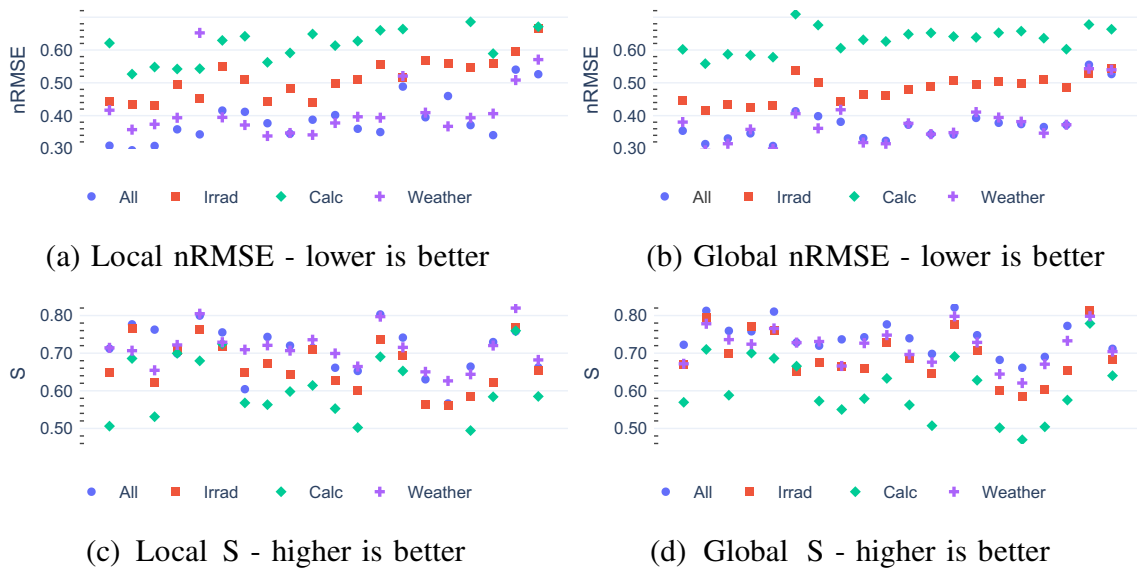 nRMSE
0.60
0.50
0.40
0.30
All Irrad Calc Weather
(a) Local nRMSE - lower is better
nRMSE
0.60
0.50
0.40
0.30
All Irrad Calc Weather
(b) Global nRMSE - lower is better
S
0.80
0.70
0.60
0.50
All Irrad Calc Weather
(c) Local S - higher is better
S
0.80
0.70
0.60
0.50
All Irrad Calc Weather
(d) Global S - higher is better